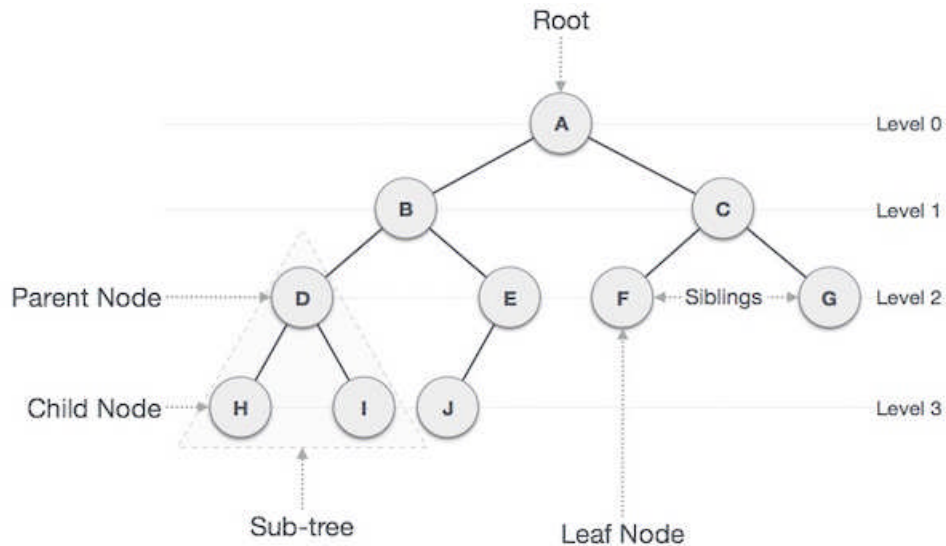 Root
A
Level 0
B
C
Level 1
Parent Node
D
E
F
Siblings
G
Level 2
Child Node
H
I
J
Level 3
Sub-tree
Leaf Node